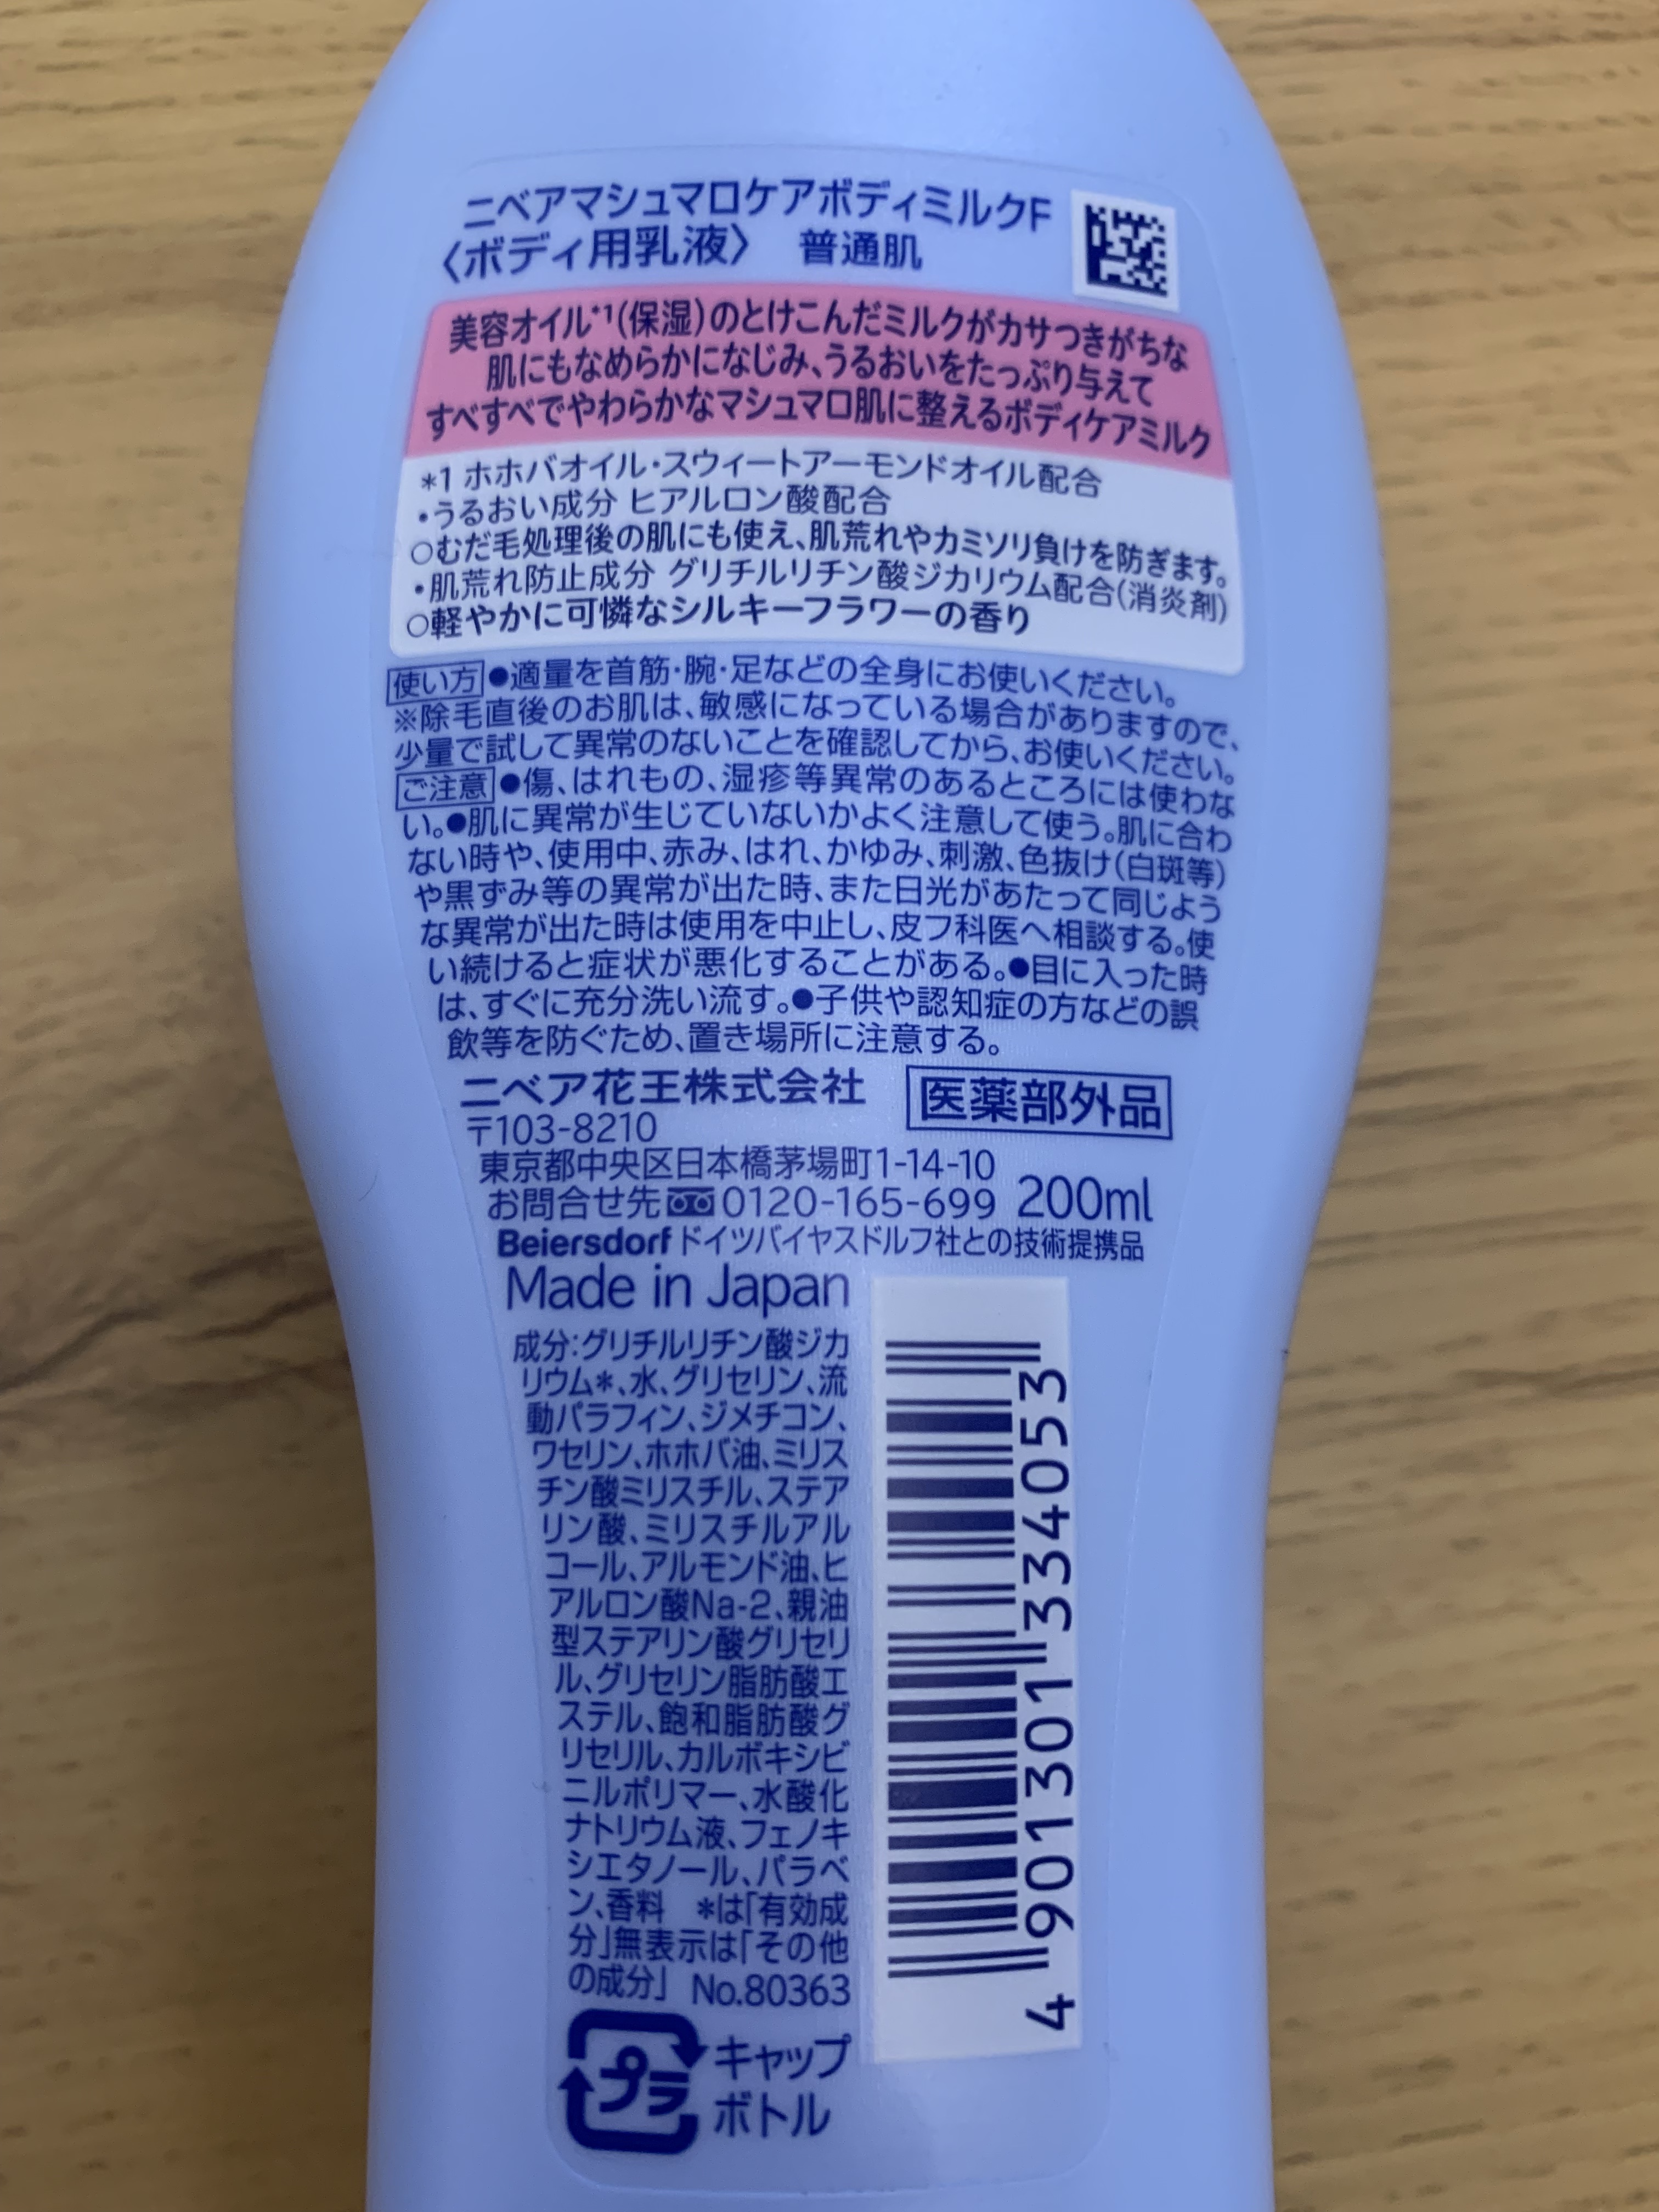 ニベアマシュマロケアボディミルクF
〈ボディ用乳液〉 普通肌
美容オイル*1(保湿)のとけこんだミルクがカサつきがちな
肌にもなめらかになじみ、うるおいをたっぷり与えて
すべすべでやわらかなマシュマロ肌に整えるボディケアミルク
*1 ホホバオイル・スウィートアーモンドオイル配合
・うるおい成分 ヒアルロン酸配合
○むだ毛処理後の肌にも使え、肌荒れやカミソリ負けを防ぎます。
・肌荒れ防止成分 グリチルリチン酸ジカリウム配合(消炎剤)
○軽やかに可憐なシルキーフラワーの香り
使い方 ●適量を首筋・腕・足などの全身にお使いください。
※除毛直後のお肌は、敏感になっている場合がありますので、
少量で試して異常のないことを確認してから、お使いください。
ご注意 ●傷、はれもの、湿疹等異常のあるところには使わな
い。●肌に異常が生じていないかよく注意して使う。肌に合わ
ない時や、使用中、赤み、はれ、かゆみ、刺激、色抜け(白斑等)
や黒ずみ等の異常が出た時、また日光があたって同じよう
な異常が出た時は使用を中止し、皮フ科医へ相談する。使
い続けると症状が悪化することがある。●目に入った時
は、すぐに充分洗い流す。●子供や認知症の方などの誤
飲等を防ぐため、置き場所に注意する。
ニベア花王株式会社 医薬部外品
〒103-8210
東京都中央区日本橋茅場町1-14-10
お問合せ先 0120-165-699 200ml
Beiersdorf ドイツバイヤスドルフ社との技術提携品
Made in Japan
成分:グリチルリチン酸ジカ
リウム*、水、グリセリン、流
動パラフィン、ジメチコン、
ワセリン、ホホバ油、ミリス
チン酸ミリスチル、ステア
リン酸、ミリスチルアル
コール、アルモンド油、ヒ
アルロン酸Na-2、親油
型ステアリン酸グリセリ
ル、グリセリン脂肪酸エ
ステル、飽和脂肪酸グ
リセリル、カルボキシビ
ニルポリマー、水酸化
ナトリウム液、フェノキ
シエタノール、パラベ
ン、香料 *は「有効成
分」無表示は「その他
の成分」 No.80363
4 901301 334053
プラ
キャップ
ボトル